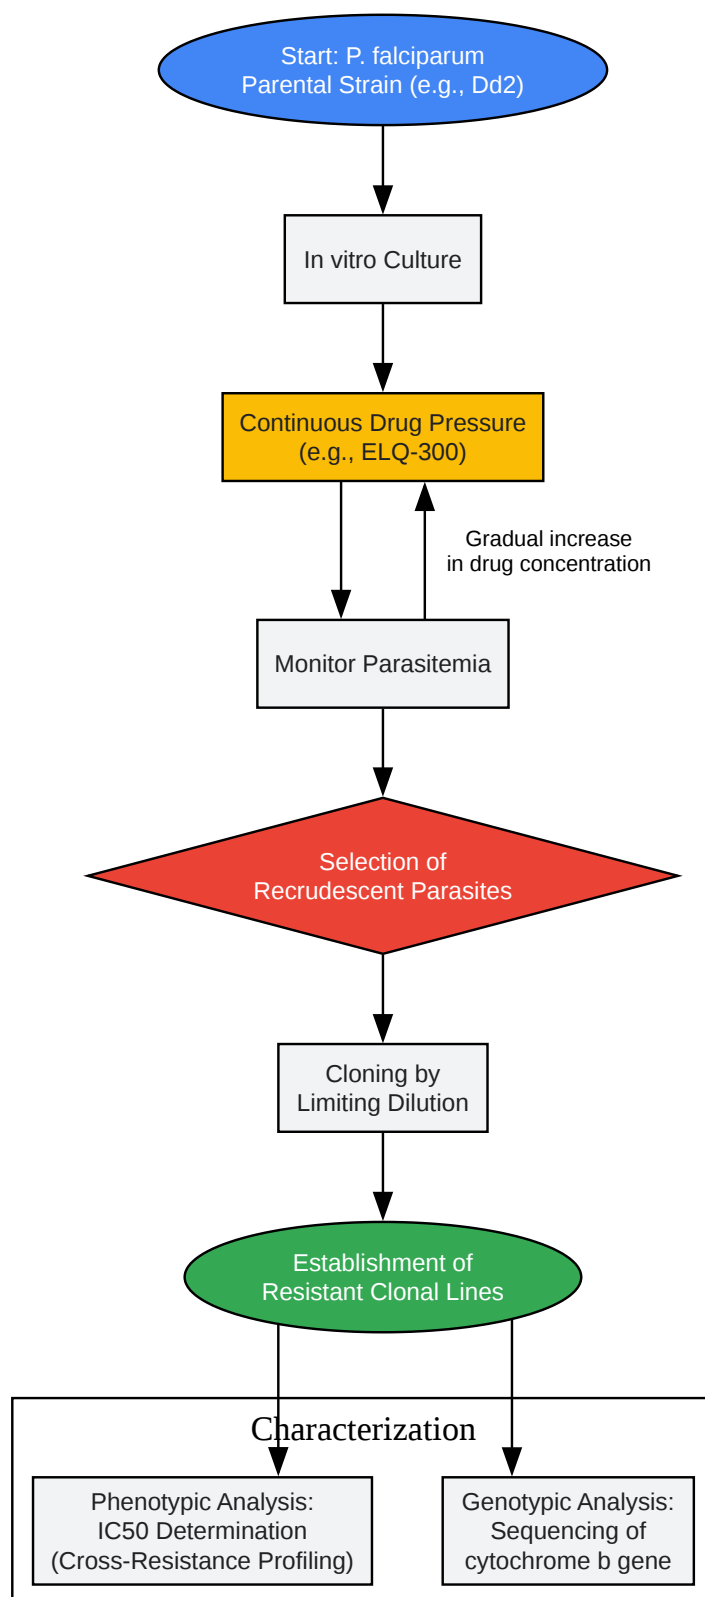 Start: P. falciparum
Parental Strain (e.g., Dd2)
In vitro Culture
Continuous Drug Pressure
(e.g., ELQ-300)
Gradual increase
in drug concentration
Monitor Parasitemia
Selection of
Recrudescent Parasites
Cloning by
Limiting Dilution
Establishment of
Resistant Clonal Lines
Characterization
Phenotypic Analysis:
IC50 Determination
(Cross-Resistance Profiling)
Genotypic Analysis:
Sequencing of
cytochrome b gene